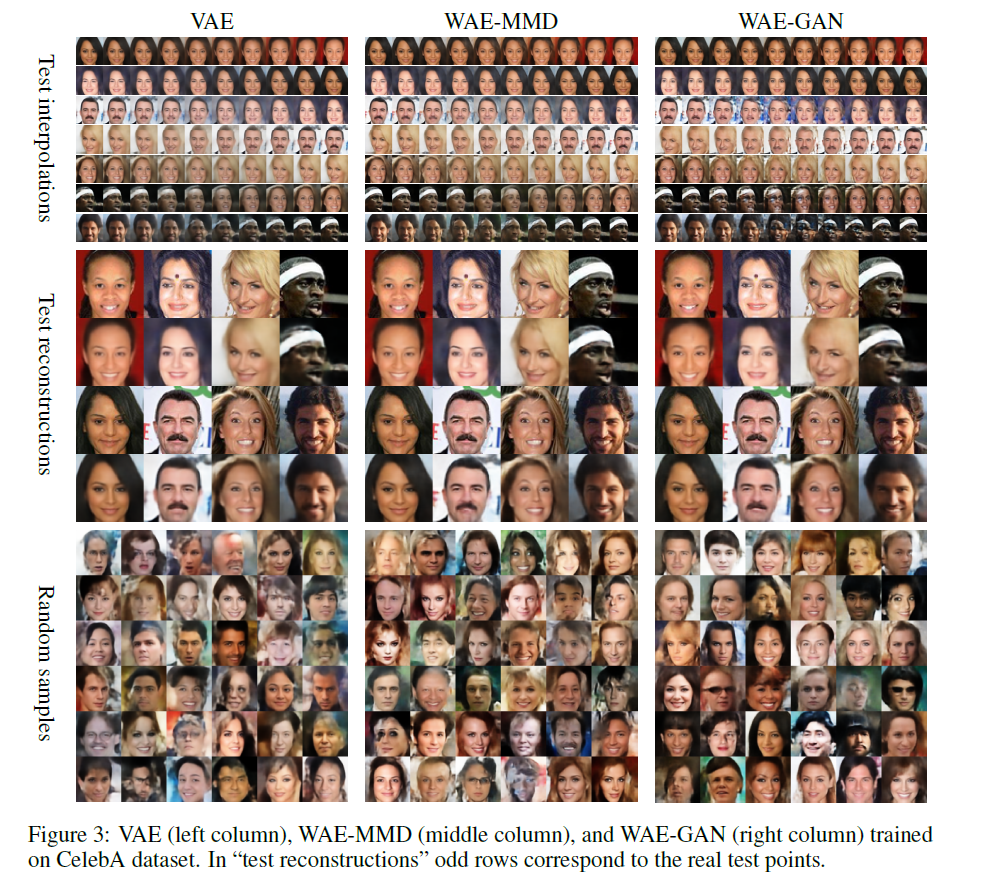 VAE
WAE-MMD
WAE-GAN
Test interpolations
Test reconstructions
Random samples
Figure 3: VAE (left column), WAE-MMD (middle column), and WAE-GAN (right column) trained
on CelebA dataset. In “test reconstructions” odd rows correspond to the real test points.